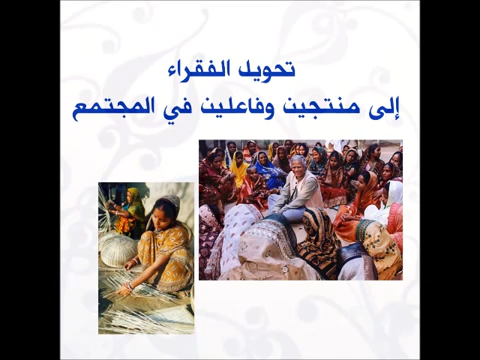 تحويل الفقراء
إلى منتجين وفاعلين في المجتمع